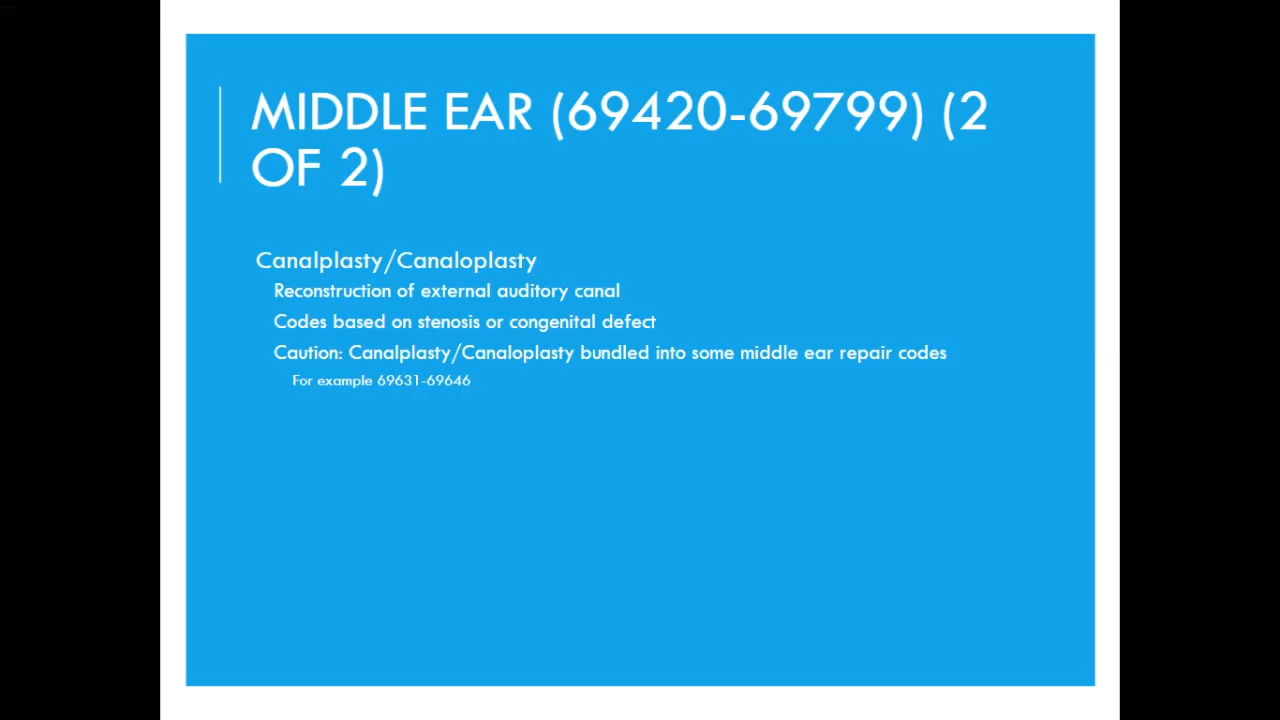 MIDDLE EAR (69420-69799) (2
OF 2)
Canalplasty/Canaloplasty
Reconstruction of external auditory canal
Codes based on stenosis or congenital defect
Caution: Canalplasty/Canaloplasty bundled into some middle ear repair codes
For example 69631-69646